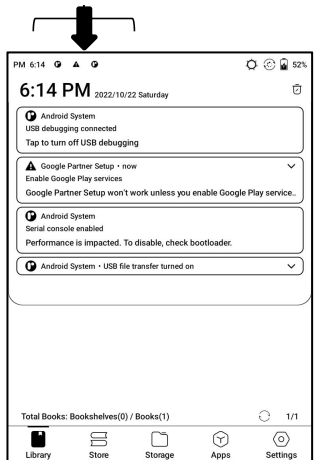 PM 6:14
52%
6:14 PM 2022/10/22 Saturday
Android System
USB debugging connected
Tap to turn off USB debugging
Google Partner Setup • now
Enable Google Play services
Google Partner Setup won't work unless you enable Google Play service..
Android System
Serial console enabled
Performance is impacted. To disable, check bootloader.
Android System • USB file transfer turned on
Total Books: Bookshelves(0) / Books(1)
1/1
Library
Store
Storage
Apps
Settings